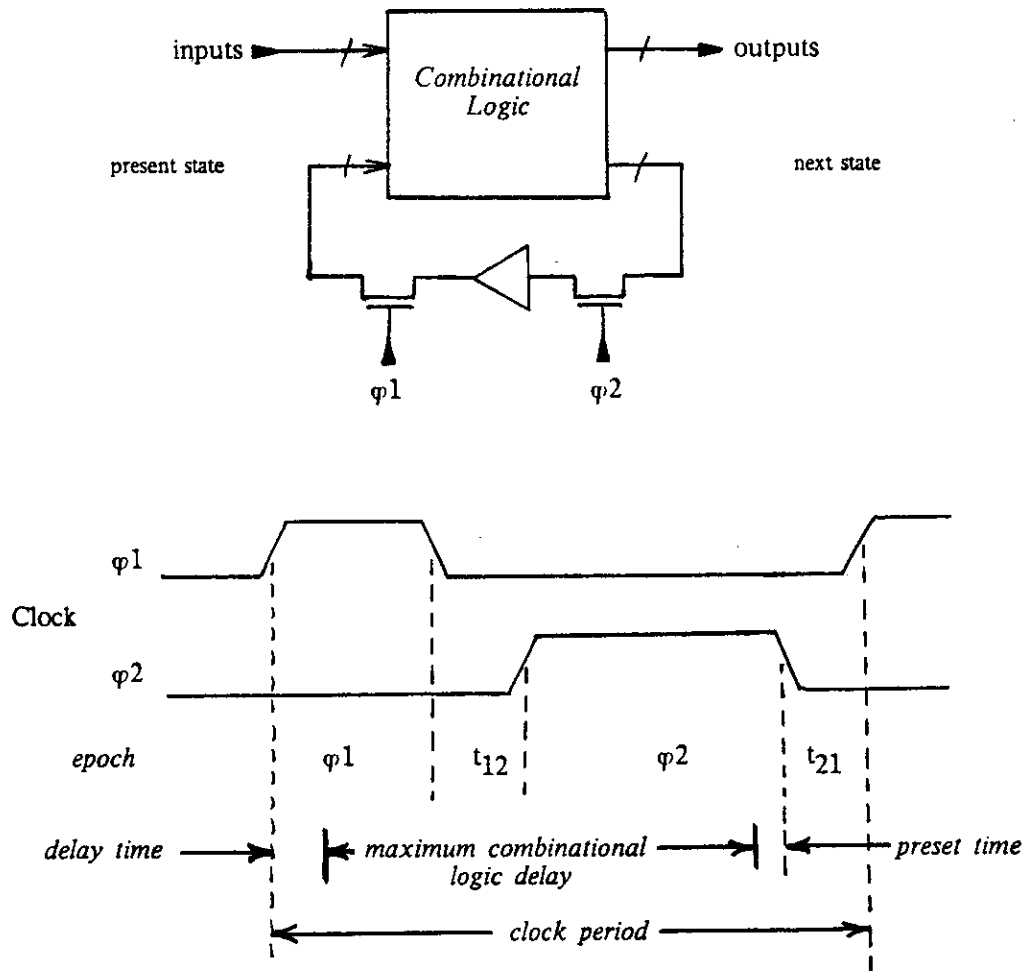 inputs
outputs
Combinational
Logic
present state
next state
φ1
φ2
φ1
Clock
φ2
epoch
φ1
t12
φ2
t21
delay time
maximum combinational
logic delay
preset time
clock period